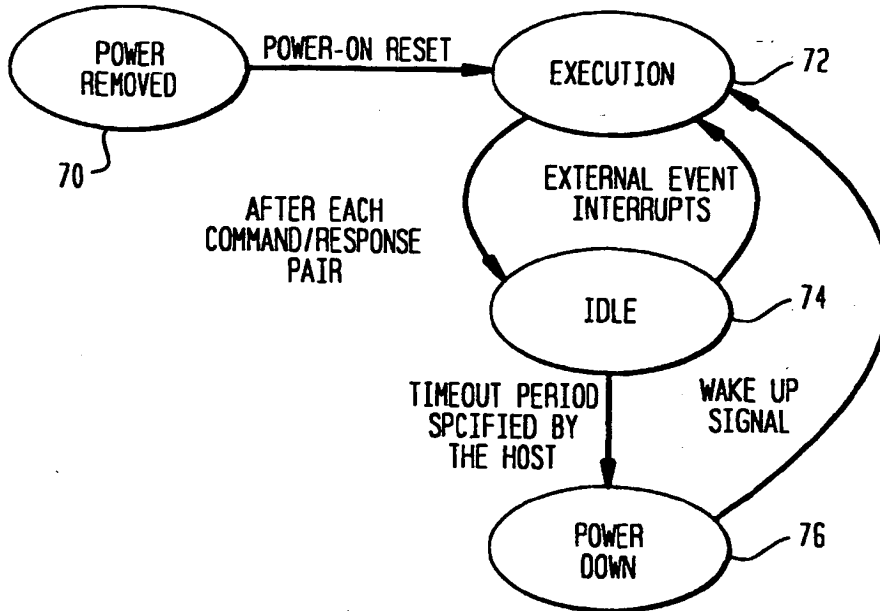 POWER
REMOVED
POWER-ON RESET
EXECUTION
72
70
AFTER EACH
COMMAND/RESPONSE
PAIR
EXTERNAL EVENT
INTERRUPTS
IDLE
74
TIMEOUT PERIOD
SPCIFIED BY
THE HOST
WAKE UP
SIGNAL
POWER
DOWN
76